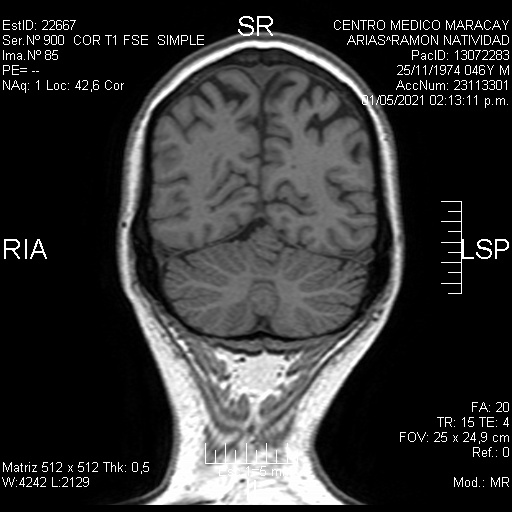 EstID: 22667
Ser.Nº 900 COR T1 FSE SIMPLE
Ima.Nº 85
PE= --
NAq: 1 Loc: 42,6 Cor
SR
CENTRO MEDICO MARACAY
ARIAS^RAMON NATIVIDAD
PacID: 13072283
25/11/1974 046Y M
AccNum: 23113301
01/05/2021 02:13:11 p.m.
RIA
LSP
FA: 20
TR: 15 TE: 4
FOV: 25 x 24,9 cm
Ref.: 0
Mod.: MR
Matriz 512 x 512 Thk: 0,5
W:4242 L:2129